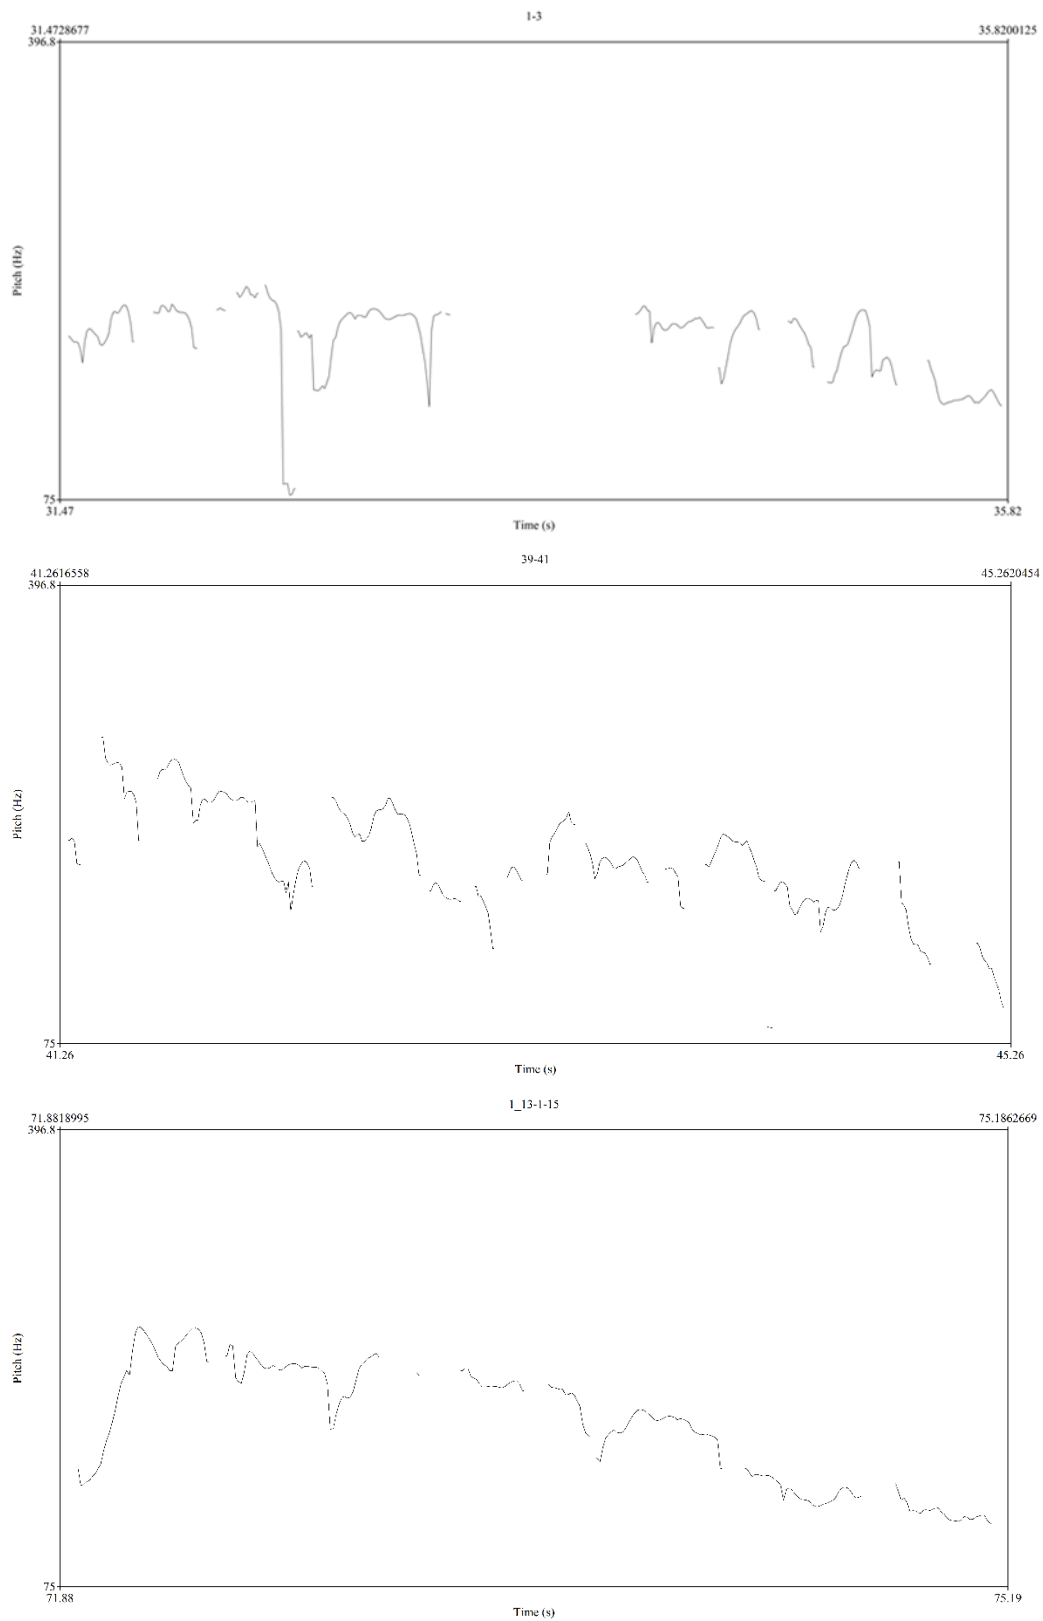 1-3
31.4728677 35.8200125
396.8
Pitch (Hz)
75
31.47 35.82
Time (s)
39-41
41.2616558 45.2620454
396.8
Pitch (Hz)
75
41.26 45.26
Time (s)
1_13-1-15
71.8818995 75.1862669
396.8
Pitch (Hz)
75
71.88 75.19
Time (s)